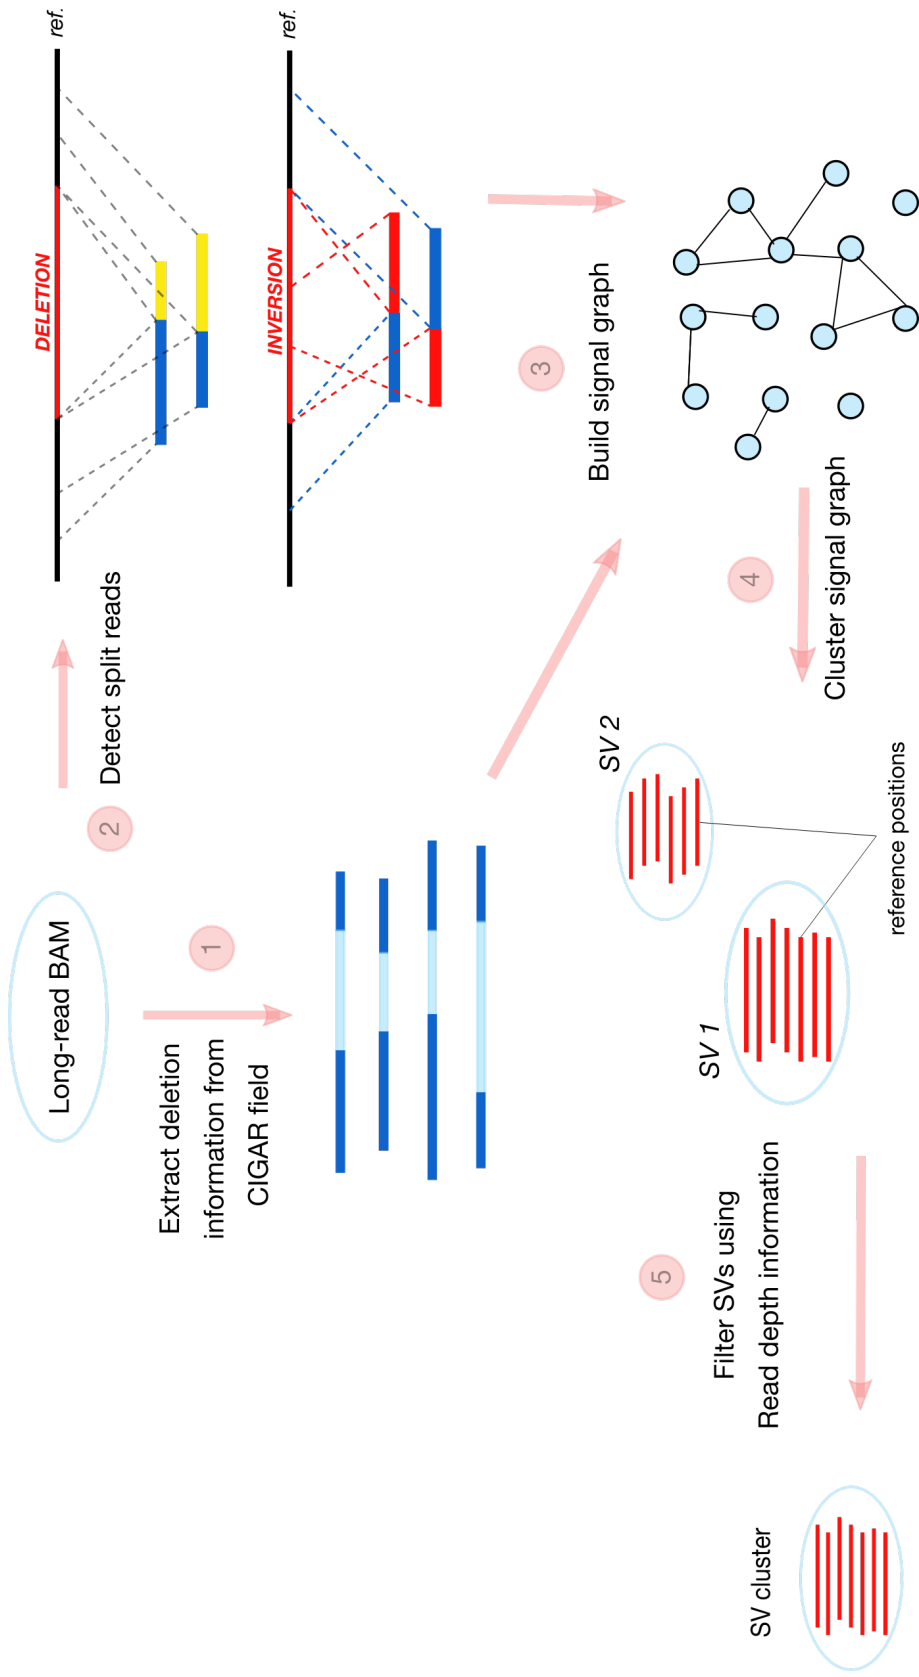 Long-read BAM
1
Extract deletion
information from
CIGAR field
2
Detect split reads
DELETION
ref.
INVERSION
ref.
3
Build signal graph
4
Cluster signal graph
SV 1
SV 2
reference positions
5
Filter SVs using
Read depth information
SV cluster